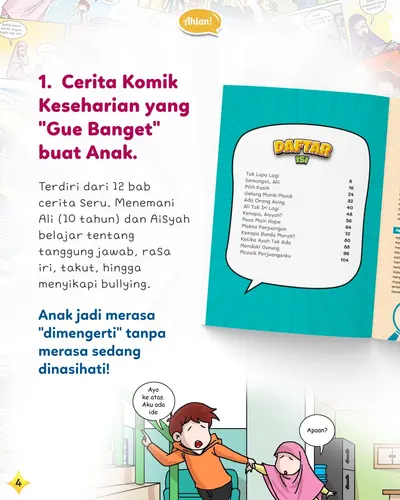 Ahlan!
1. Cerita Komik
Keseharian yang
"Gue Banget"
buat Anak.
Terdiri dari 12 bab
cerita Seru. Menemani
Ali (10 tahun) dan AiSyah
belajar tentang
tanggung jawab, raSa
iri, takut, hingga
menyikapi bullying.
Anak jadi merasa
"dimengerti" tanpa
merasa sedang
dinasihati!
DAFTAR
ISI
Tak Lupa Lagi
Semangat, Ali 8
Pilih Kasih 16
Gelang Manik-Manik 24
Ada Orang Asing 32
Ali Tak Iri Lagi 40
Kenapa, Aisyah? 48
Puas Main Hape 56
Makna Perjuangan 64
Kenapa Bunda Marah? 72
Ketika Ayah Tak Ada 80
Mendaki Gunung 88
Mozaik Perjuanganku 96
104
Ayo
ke atas.
Aku ada
ide
Apaan?
4